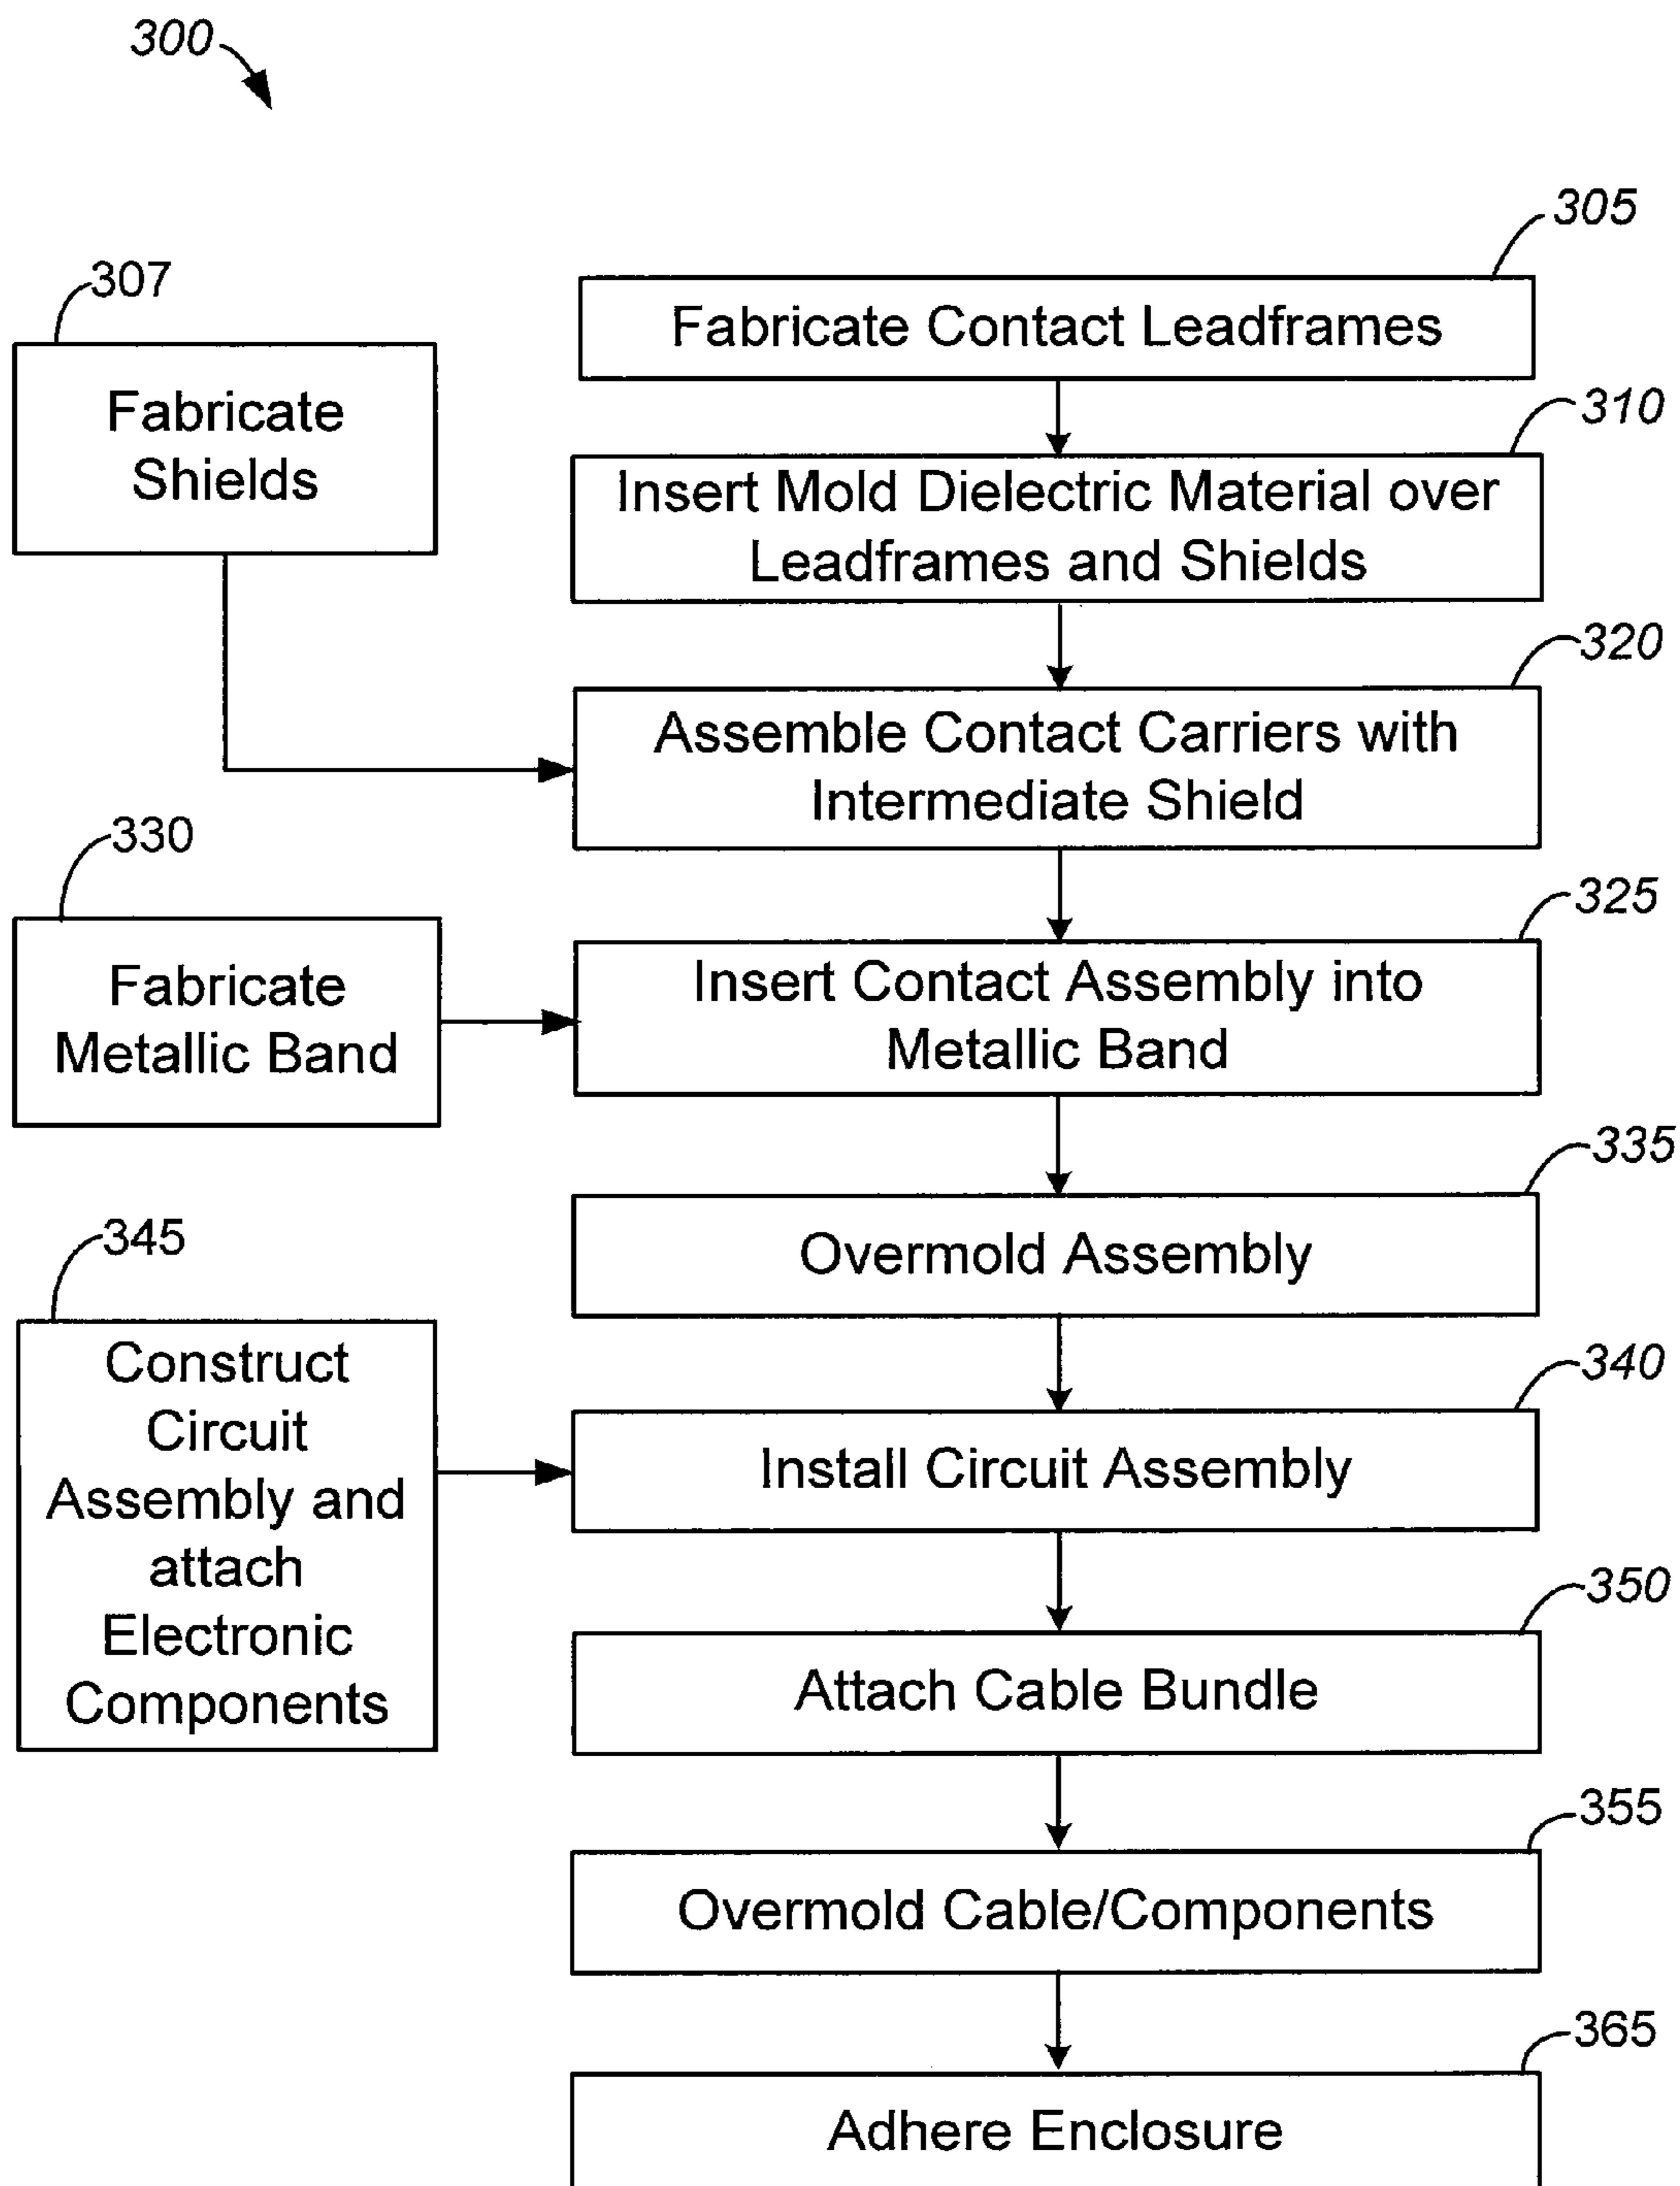 300
305
Fabricate Contact Leadframes
307
Fabricate
Shields
310
Insert Mold Dielectric Material over
Leadframes and Shields
320
Assemble Contact Carriers with
Intermediate Shield
330
Fabricate
Metallic Band
325
Insert Contact Assembly into
Metallic Band
335
Overmold Assembly
345
Construct
Circuit
Assembly and
attach
Electronic
Components
340
Install Circuit Assembly
350
Attach Cable Bundle
355
Overmold Cable/Components
365
Adhere Enclosure